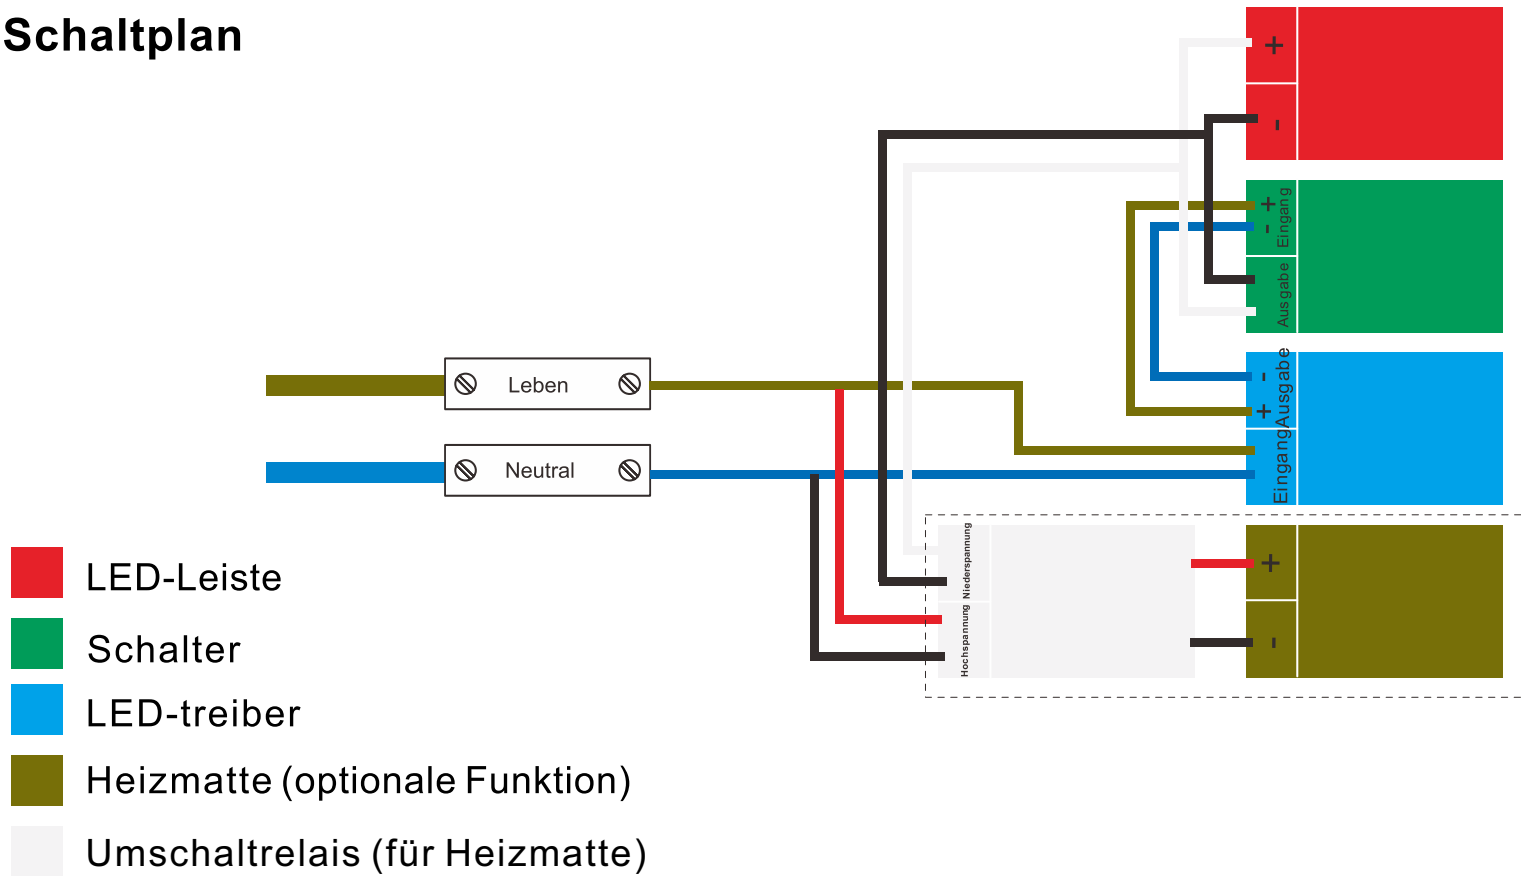 Schaltplan
+
-
+
-
Eingang
Ausgabe
-
+
Ausgabe
Eingang
Leben
Neutral
Niederspannung
Hochspannung
+
-
LED-Leiste
Schalter
LED-treiber
Heizmatte (optionale Funktion)
Umschaltrelais (für Heizmatte)